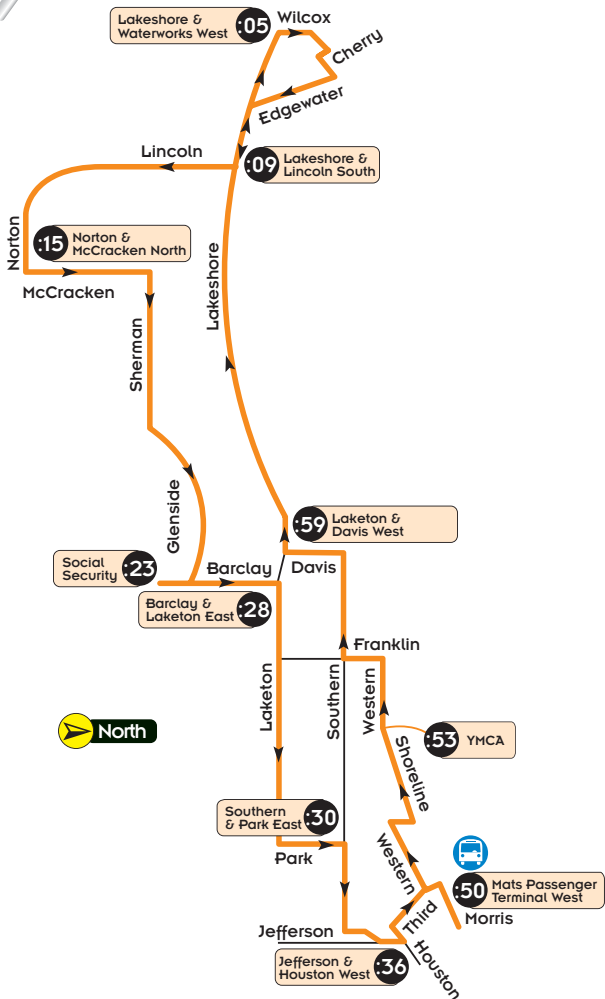 Lakeshore &
Waterworks West
:05
Wilcox
Cherry
Edgewater
Lincoln
:09
Lakeshore &
Lincoln South
Norton
:15
Norton &
McCracken North
McCracken
Lakeshore
Sherman
Glenside
:59
Laketon &
Davis West
Social
Security
:23
Barclay
Davis
Barclay &
Laketon East
:28
Franklin
Laketon
Southern
Western
North
:53
YMCA
Shoreline
Southern
& Park East
:30
Park
Western
:50
Mats Passenger
Terminal West
Morris
Third
Jefferson
Jefferson &
Houston West
:36
Houston